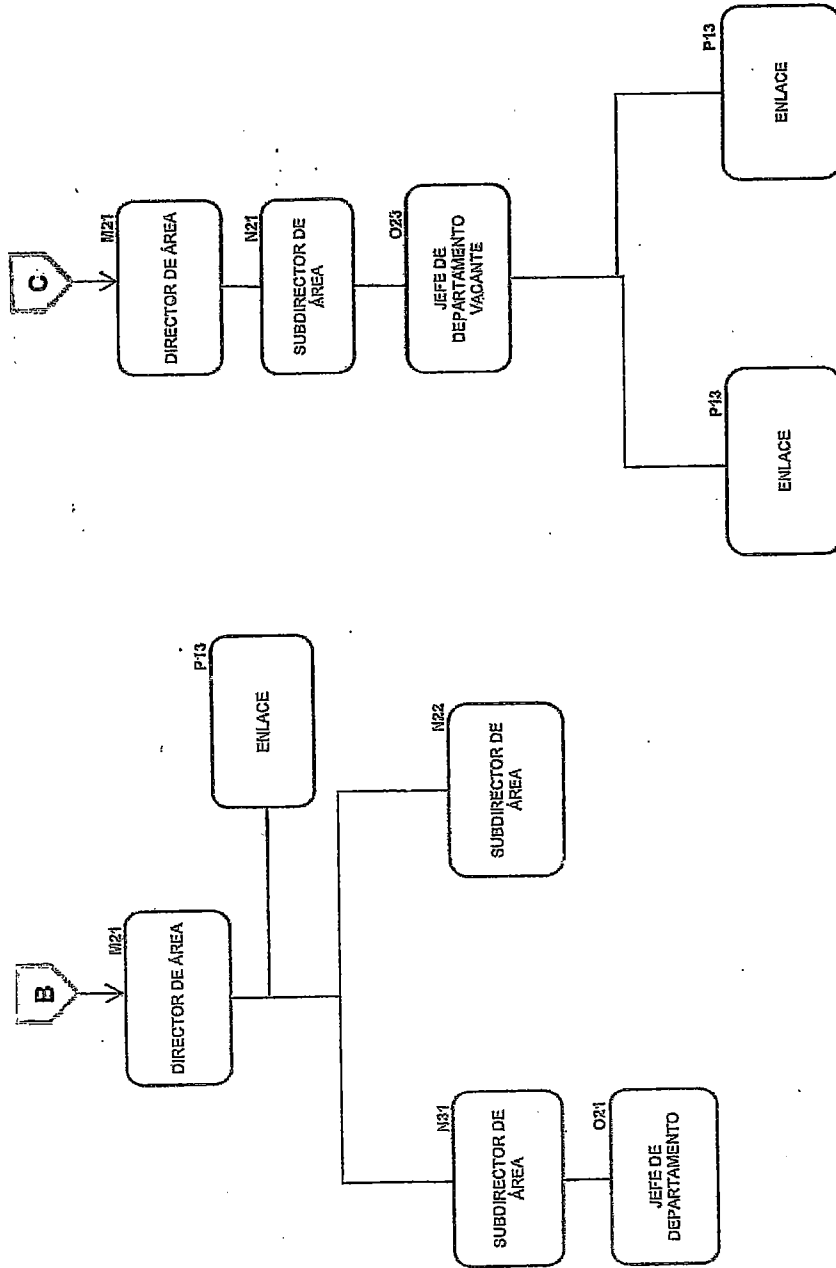 B
M21
DIRECTOR DE ÁREA
P13
ENLACE
N31
SUBDIRECTOR DE
ÁREA
N22
SUBDIRECTOR DE
ÁREA
O21
JEFE DE
DEPARTAMENTO
C
M21
DIRECTOR DE ÁREA
N21
SUBDIRECTOR DE
ÁREA
O23
JEFE DE
DEPARTAMENTO
VACANTE
P13
ENLACE
P13
ENLACE